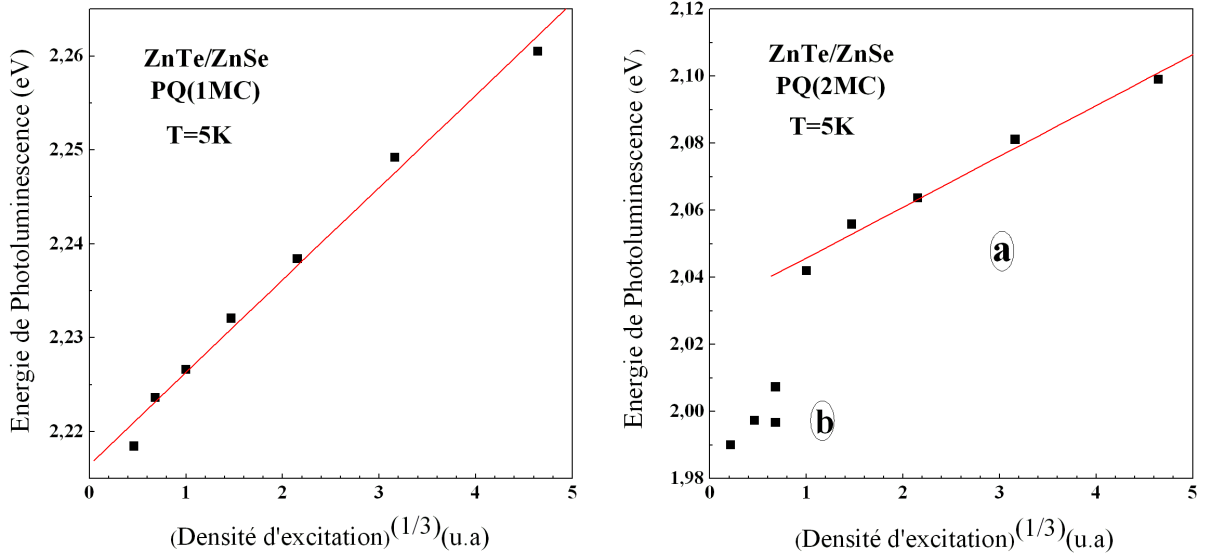 Energie de Photoluminescence (eV)
2,26
2,25
2,24
2,23
2,22
ZnTe/ZnSe
PQ(1MC)
T=5K
0 1 2 3 4 5
(Densité d'excitation)(1/3)(u.a)
Energie de Photoluminescence (eV)
2,12
2,10
2,08
2,06
2,04
2,02
2,00
1,98
ZnTe/ZnSe
PQ(2MC)
T=5K
a
b
0 1 2 3 4 5
(Densité d'excitation)(1/3)(u.a)